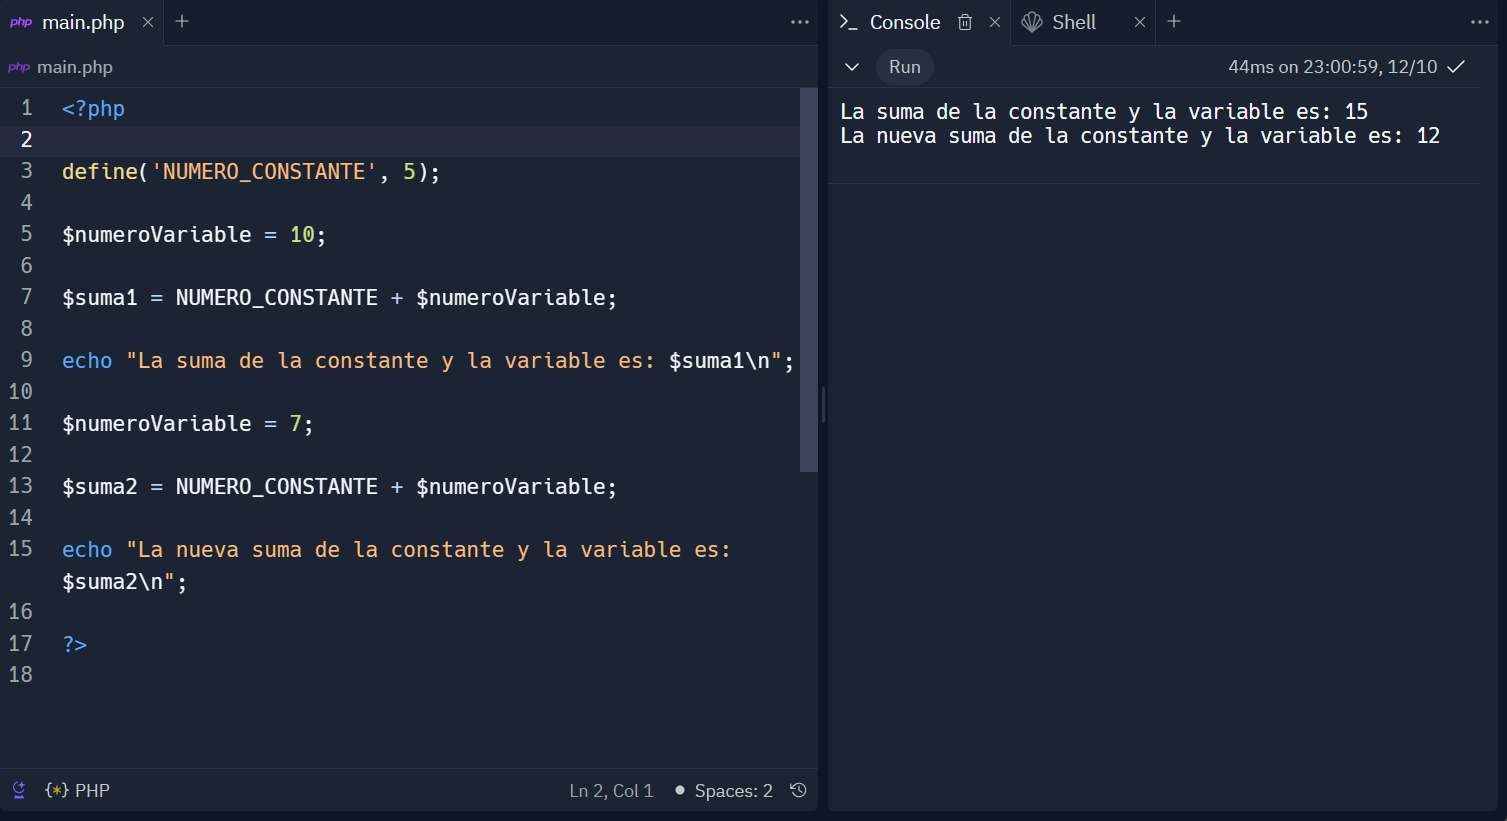 php main.php
php main.php
1 <?php
2
3 define('NUMERO_CONSTANTE', 5);
4
5 $numeroVariable = 10;
6
7 $suma1 = NUMERO_CONSTANTE + $numeroVariable;
8
9 echo "La suma de la constante y la variable es: $suma1\n";
10
11 $numeroVariable = 7;
12
13 $suma2 = NUMERO_CONSTANTE + $numeroVariable;
14
15 echo "La nueva suma de la constante y la variable es:
$suma2\n";
16
17 ?>
18
{*} PHP Ln 2, Col 1 Spaces: 2
Console Shell
Run 44ms on 23:00:59, 12/10
La suma de la constante y la variable es: 15
La nueva suma de la constante y la variable es: 12